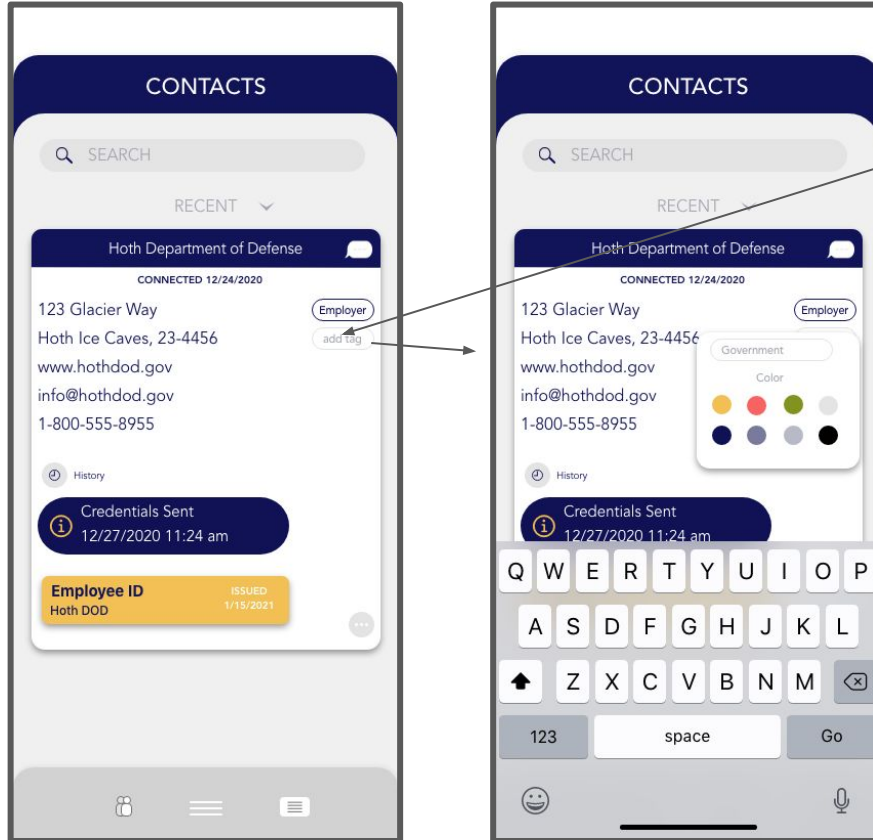 CONTACTS
SEARCH
RECENT
Hoth Department of Defense
CONNECTED 12/24/2020
123 Glacier Way
Employer
Hoth Ice Caves, 23-4456
add tag
www.hothdod.gov
info@hothdod.gov
1-800-555-8955
History
Credentials Sent
12/27/2020 11:24 am
Employee ID
ISSUED
Hoth DOD
1/15/2021
CONTACTS
SEARCH
RECENT
Hoth Department of Defense
CONNECTED 12/24/2020
123 Glacier Way
Employer
Hoth Ice Caves, 23-4456
Government
www.hothdod.gov
Color
info@hothdod.gov
1-800-555-8955
History
Credentials Sent
12/27/2020 11:24 am
Q W E R T Y U I O P
A S D F G H J K L
Z X C V B N M
123 space Go